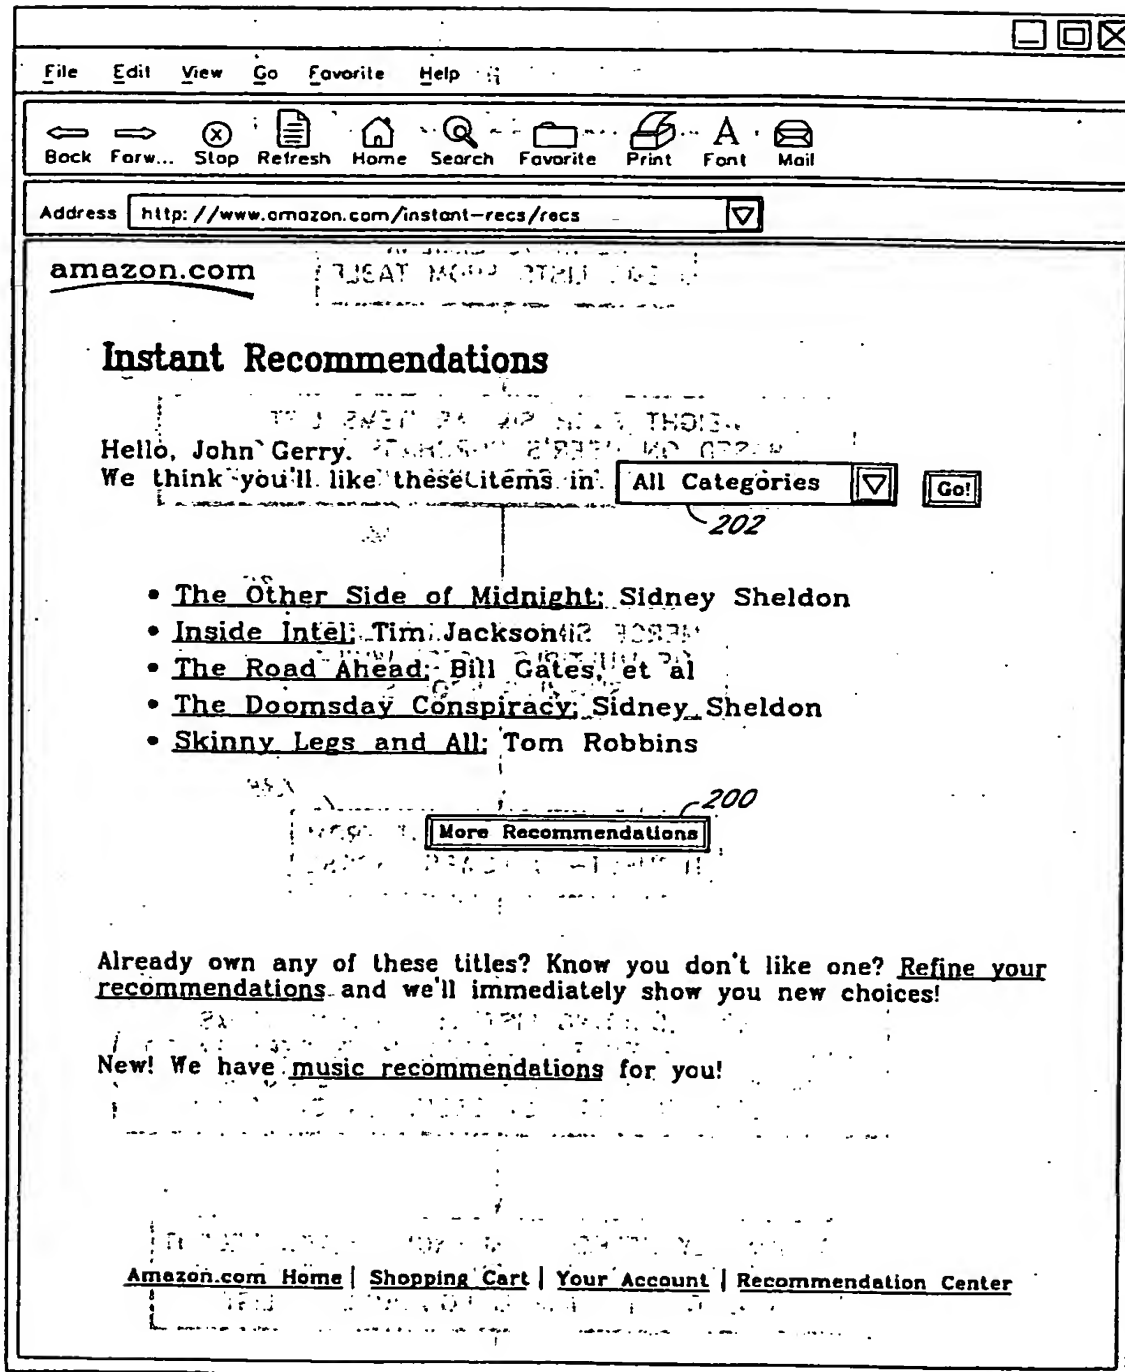 File Edit View Go Favorite Help
Back Forw... Stop Refresh Home Search Favorite Print Font Mail
Address http://www.amazon.com/instant-recs/recs
amazon.com
Instant Recommendations
Hello, John Gerry.
We think you'll like these items in All Categories Go!
202
• The Other Side of Midnight; Sidney Sheldon
• Inside Intel; Tim Jackson
• The Road Ahead; Bill Gates, et al
• The Doomsday Conspiracy; Sidney Sheldon
• Skinny Legs and All; Tom Robbins
200
More Recommendations
Already own any of these titles? Know you don't like one? Refine your
recommendations and we'll immediately show you new choices!
New! We have music recommendations for you!
Amazon.com Home | Shopping Cart | Your Account | Recommendation Center